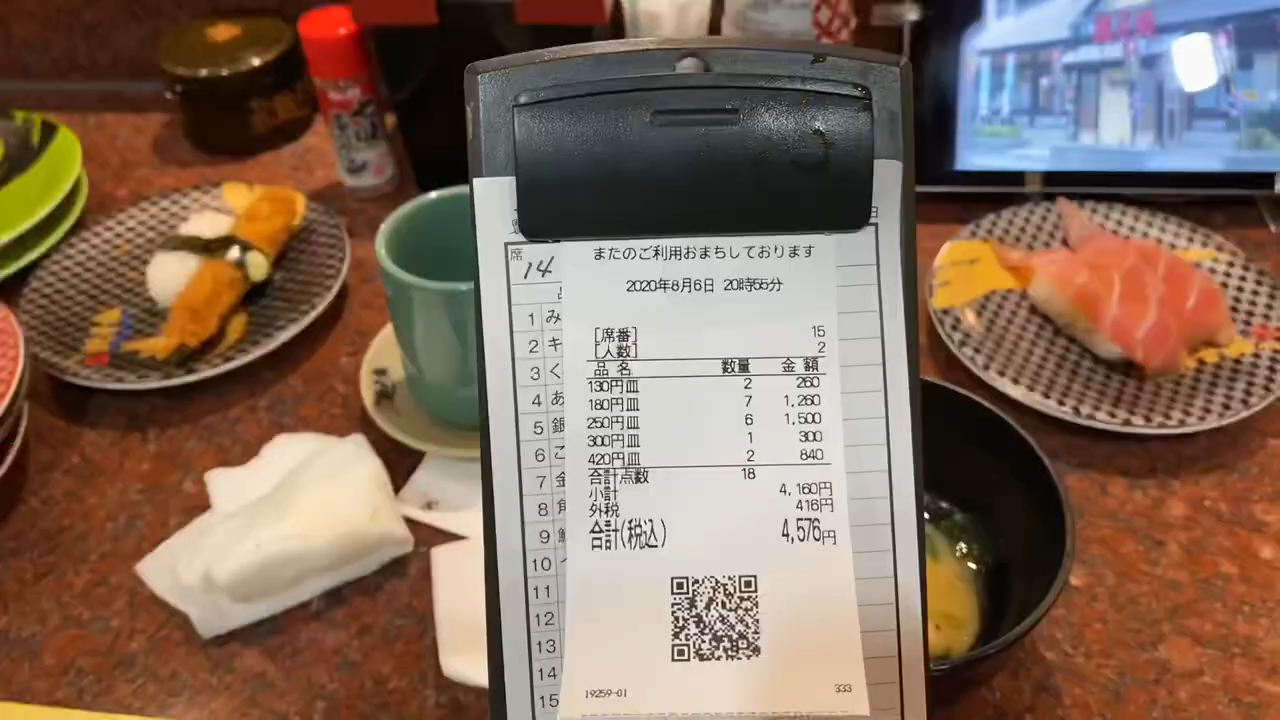 席
14
またのご利用おまちしております
2020年8月6日 20時55分
[席番] 15
[人数] 2
品名 数量 金額
130円皿 2 260
180円皿 7 1,260
250円皿 6 1,500
300円皿 1 300
420円皿 2 840
合計点数 18
小計 4,160円
外税 416円
合計(税込) 4,576円
19259-01 333
1 み
2 キ
3 く
4 あ
5 銀
6 こ
7 金
8
9
10
11
12
13
14
15